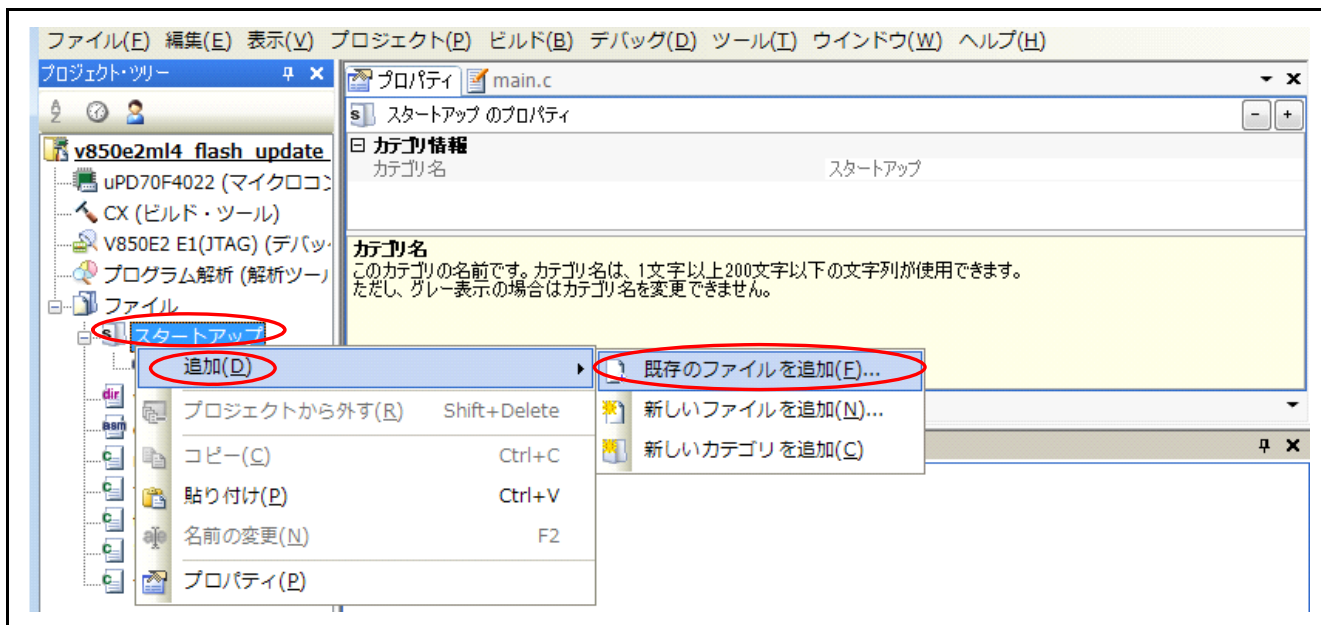 ファイル(F) 編集(E) 表示(V) プロジェクト(P) ビルド(B) デバッグ(D) ツール(T) ウインドウ(W) ヘルプ(H)
プロジェクト・ツリー
プロパティ main.c
スタートアップ のプロパティ
カテゴリ情報
カテゴリ名 スタートアップ
v850e2ml4_flash_update_
uPD70F4022 (マイクロコン
CX (ビルド・ツール)
V850E2 E1(JTAG) (デバッ
プログラム解析 (解析ツー
ファイル
スタートアップ
カテゴリ名
このカテゴリの名前です。カテゴリ名は、1文字以上200文字以下の文字列が使用できます。
ただし、グレー表示の場合はカテゴリ名を変更できません。
追加(D)
プロジェクトから外す(R) Shift+Delete
コピー(C) Ctrl+C
貼り付け(P) Ctrl+V
名前の変更(N) F2
プロパティ(P)
既存のファイルを追加(F)...
新しいファイルを追加(N)...
新しいカテゴリを追加(C)